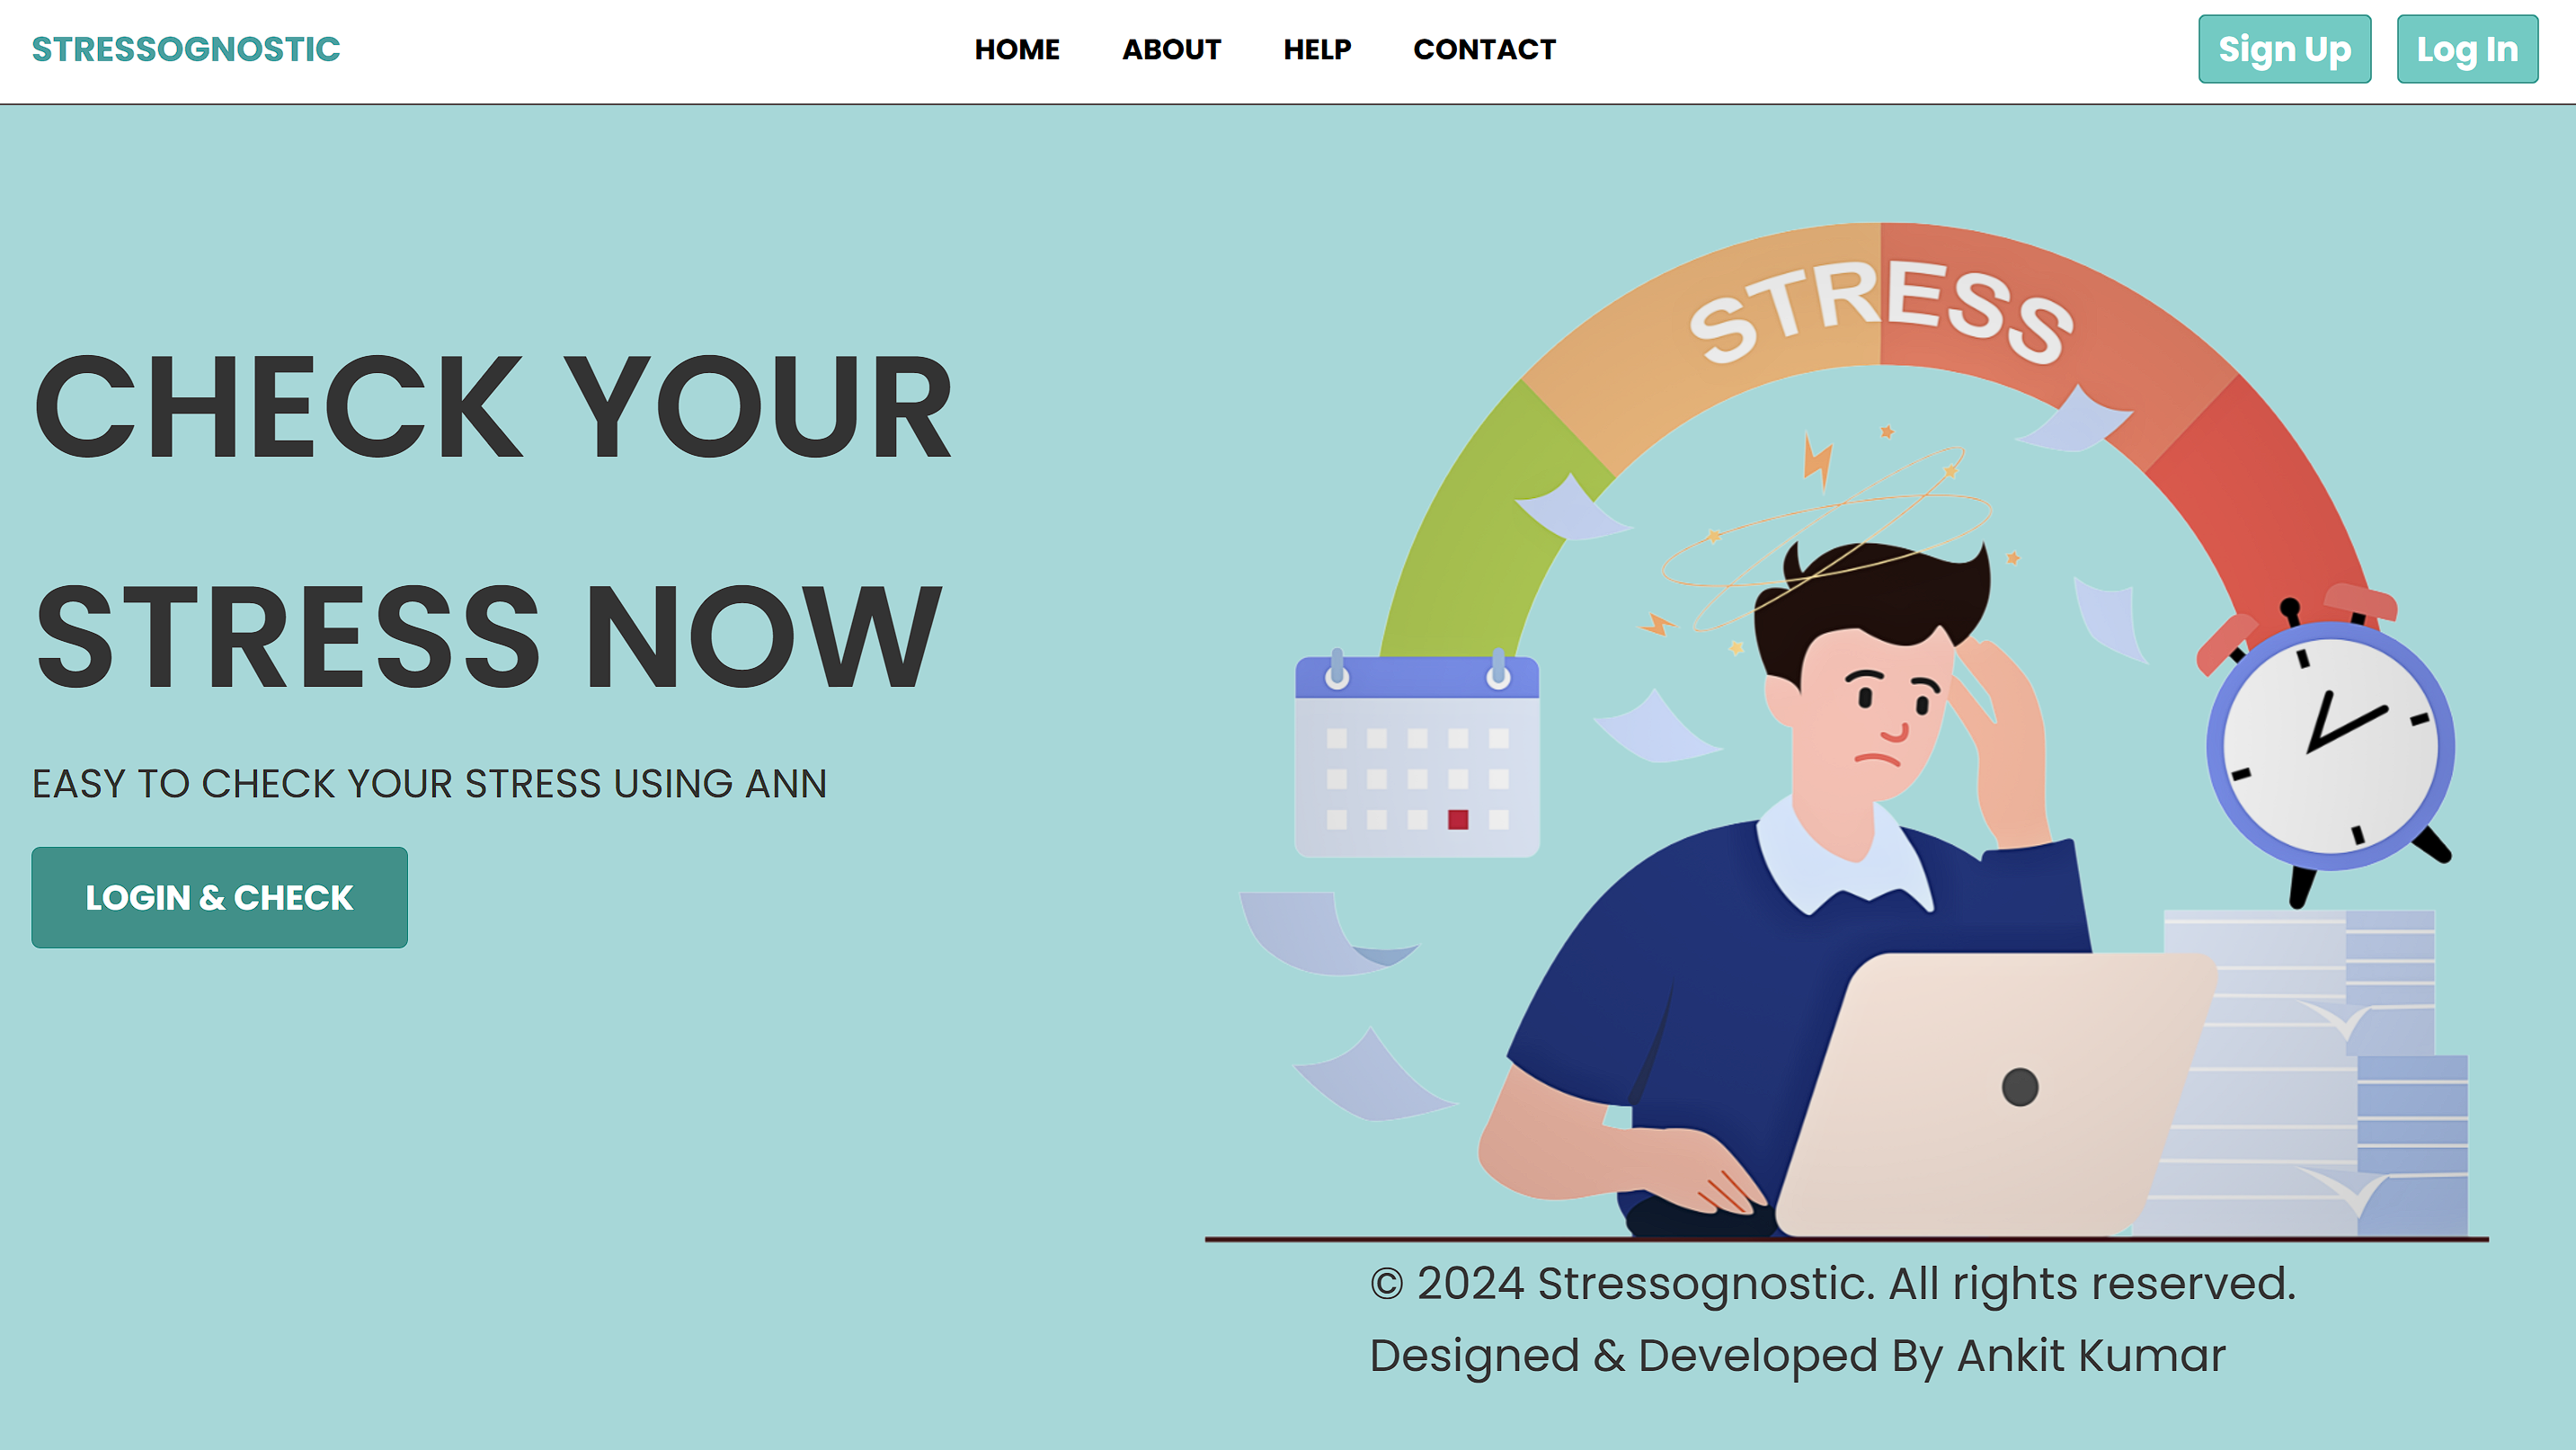 STRESSOGNOSTIC
HOME ABOUT HELP CONTACT
Sign Up Log In
CHECK YOUR
STRESS NOW
EASY TO CHECK YOUR STRESS USING ANN
LOGIN & CHECK
STRESS
© 2024 Stressognostic. All rights reserved.
Designed & Developed By Ankit Kumar